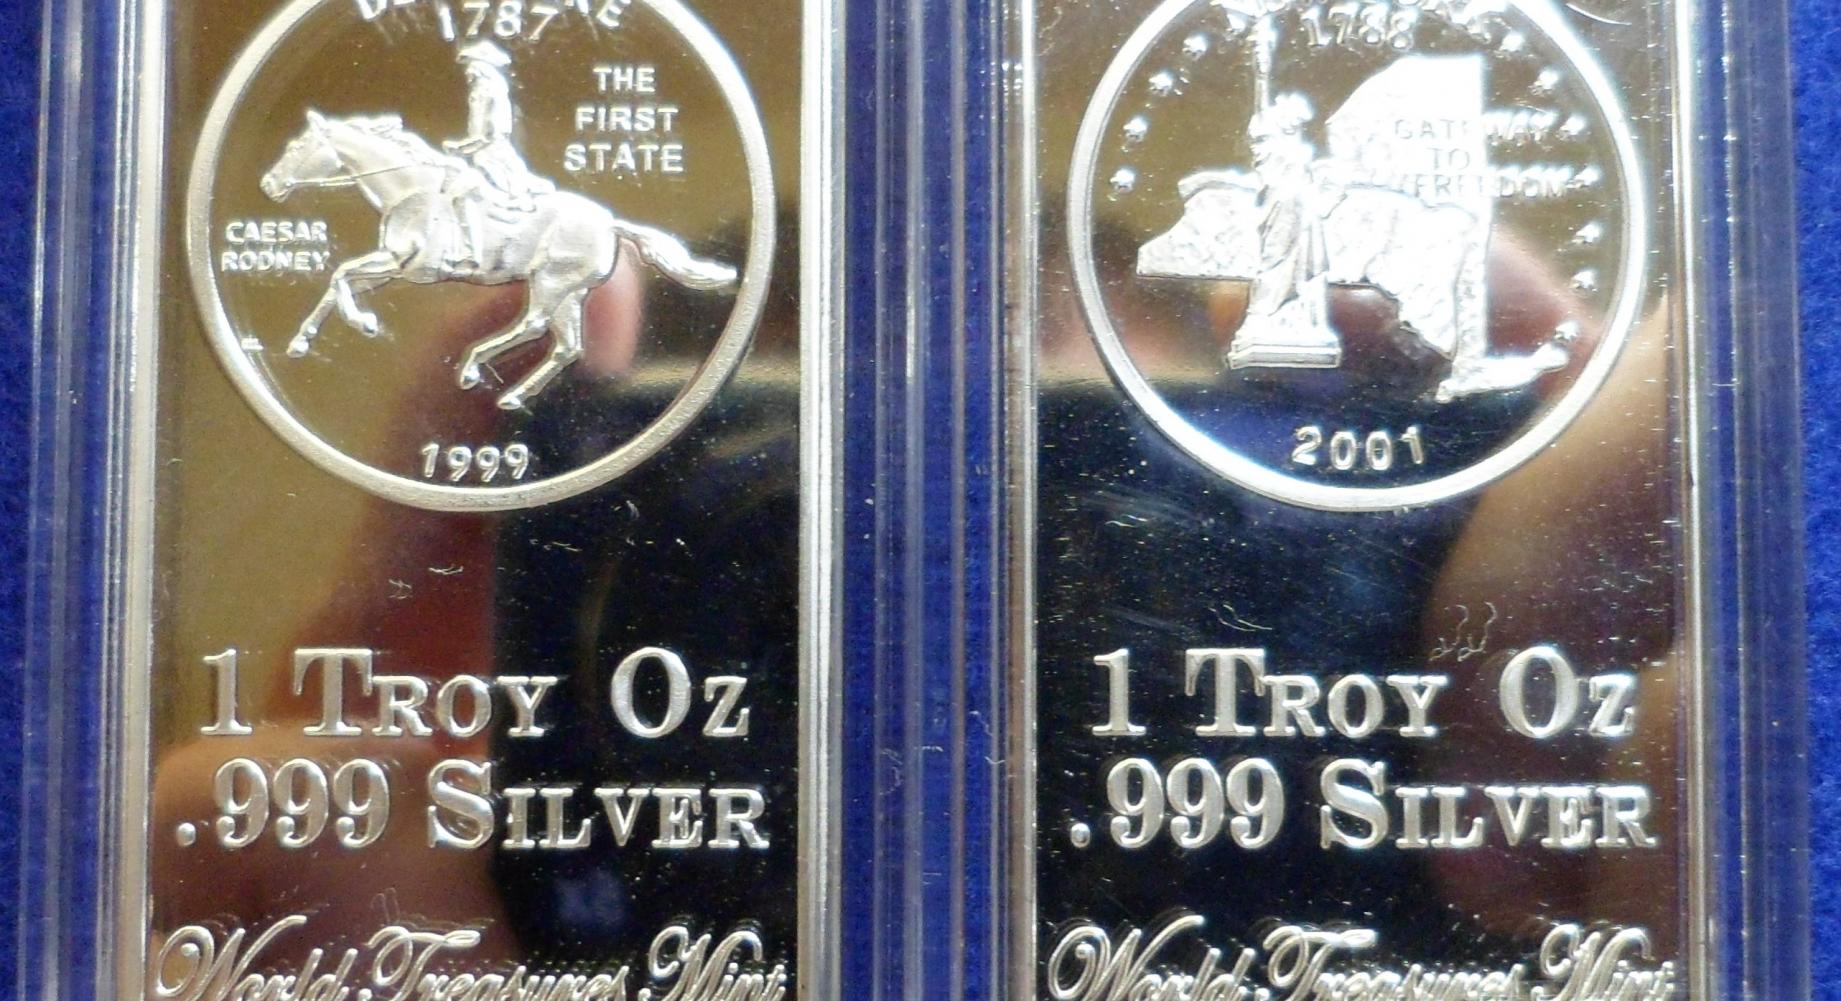 1787
THE
FIRST
STATE
CAESAR
RODNEY
1999
1 TROY OZ
.999 SILVER
World Treasures Mint
1788
GATEWAY
TO
FREEDOM
2001
1 TROY OZ
.999 SILVER
World Treasures Mint